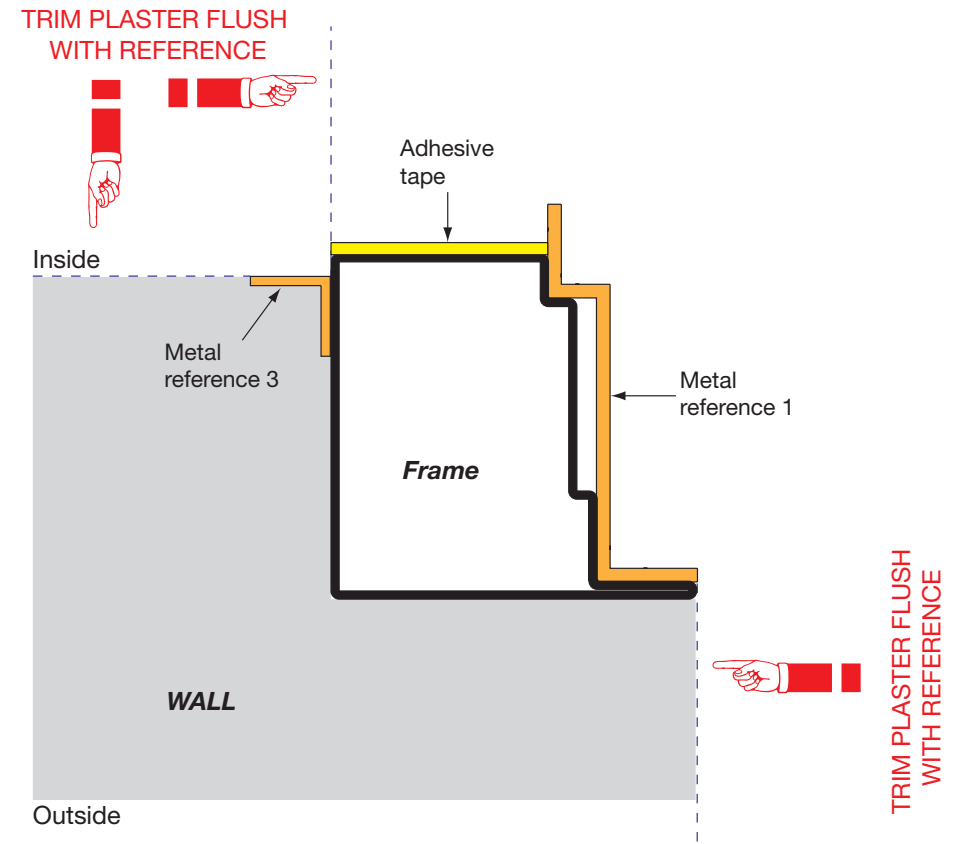 TRIM PLASTER FLUSH
WITH REFERENCE
Adhesive
tape
Inside
Metal
reference 3
Metal
reference 1
Frame
TRIM PLASTER FLUSH
WITH REFERENCE
WALL
Outside